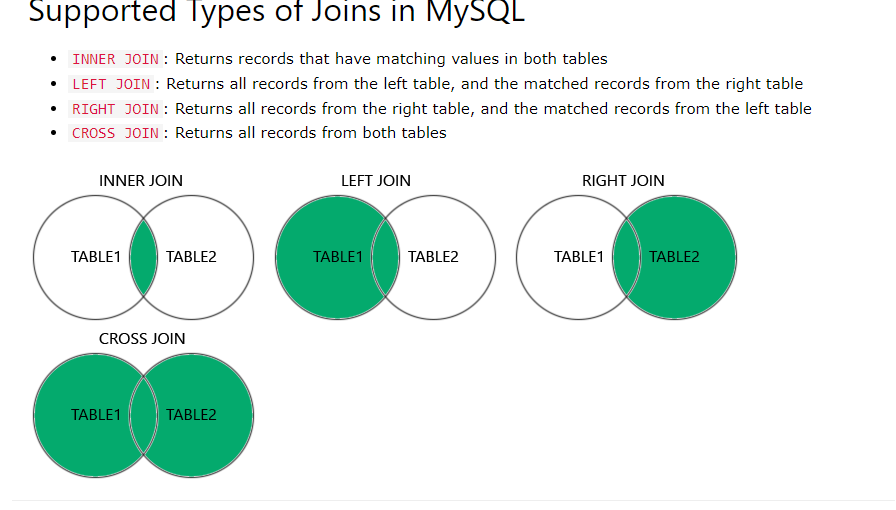 Supported Types of Joins in MySQL
INNER JOIN: Returns records that have matching values in both tables
LEFT JOIN: Returns all records from the left table, and the matched records from the right table
RIGHT JOIN: Returns all records from the right table, and the matched records from the left table
CROSS JOIN: Returns all records from both tables
INNER JOIN LEFT JOIN RIGHT JOIN
TABLE1 TABLE2 TABLE1 TABLE2 TABLE1 TABLE2
CROSS JOIN
TABLE1 TABLE2